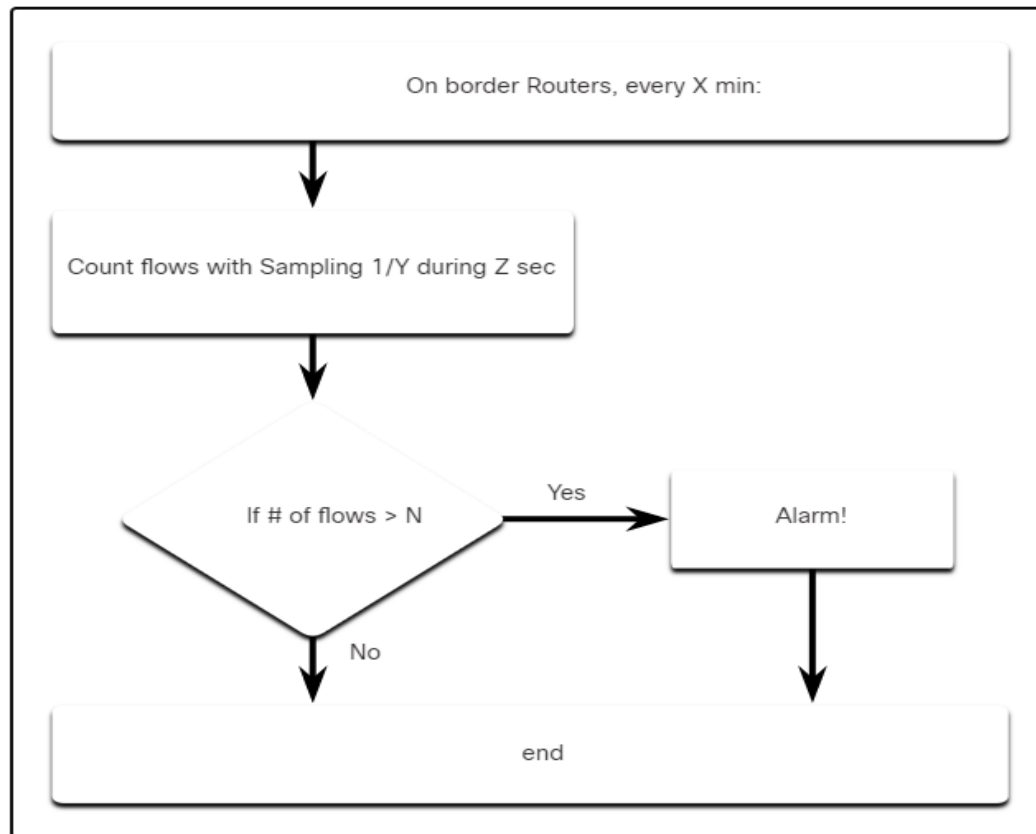 On border Routers, every X min:
Count flows with Sampling 1/Y during Z sec
If # of flows > N
Yes
Alarm!
No
end